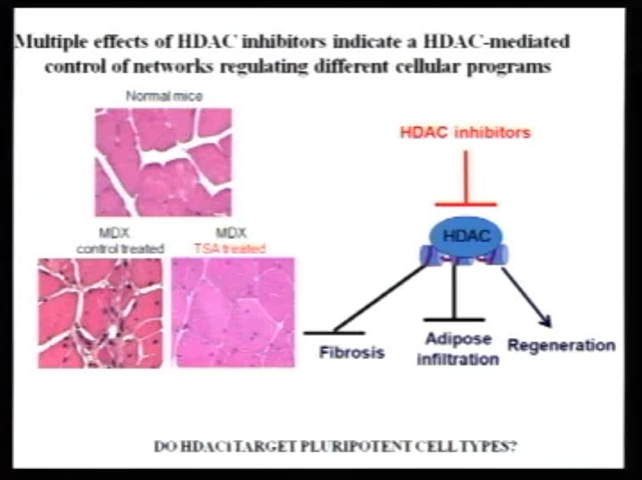 Multiple effects of HDAC inhibitors indicate a HDAC-mediated
control of networks regulating different cellular programs
Normal mice
HDAC inhibitors
MDX
control treated
MDX
TSA treated
HDAC
Fibrosis
Adipose
infiltration
Regeneration
DO HDACi TARGET PLURIPOTENT CELL TYPES?